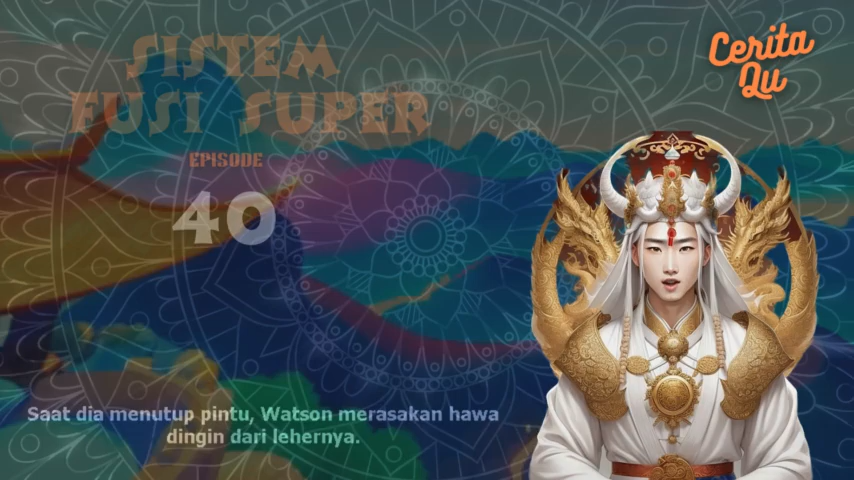 SISTEM
FUSI SUPER
EPISODE
40
Cerita
Qu
Saat dia menutup pintu, Watson merasakan hawa
dingin dari lehernya.